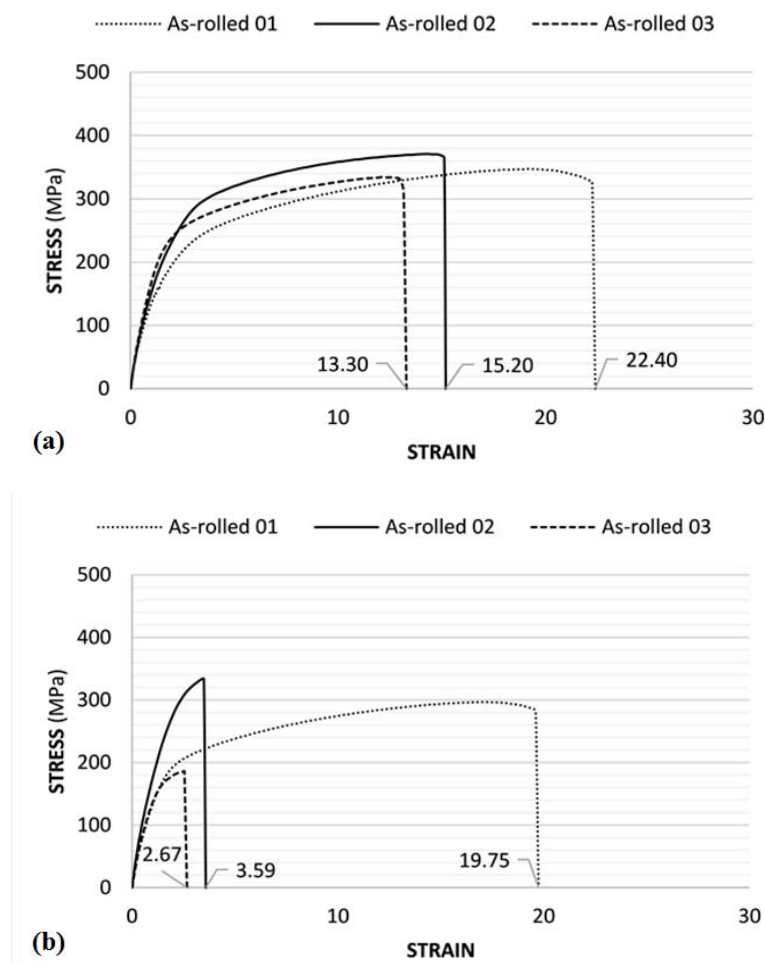 As-rolled 01 As-rolled 02 As-rolled 03
500
400
300
200
100
0
STRESS (MPa)
13.30 15.20 22.40
0 10 20 30
STRAIN
(a)
As-rolled 01 As-rolled 02 As-rolled 03
500
400
300
200
100
0
STRESS (MPa)
2.67 3.59 19.75
0 10 20 30
STRAIN
(b)